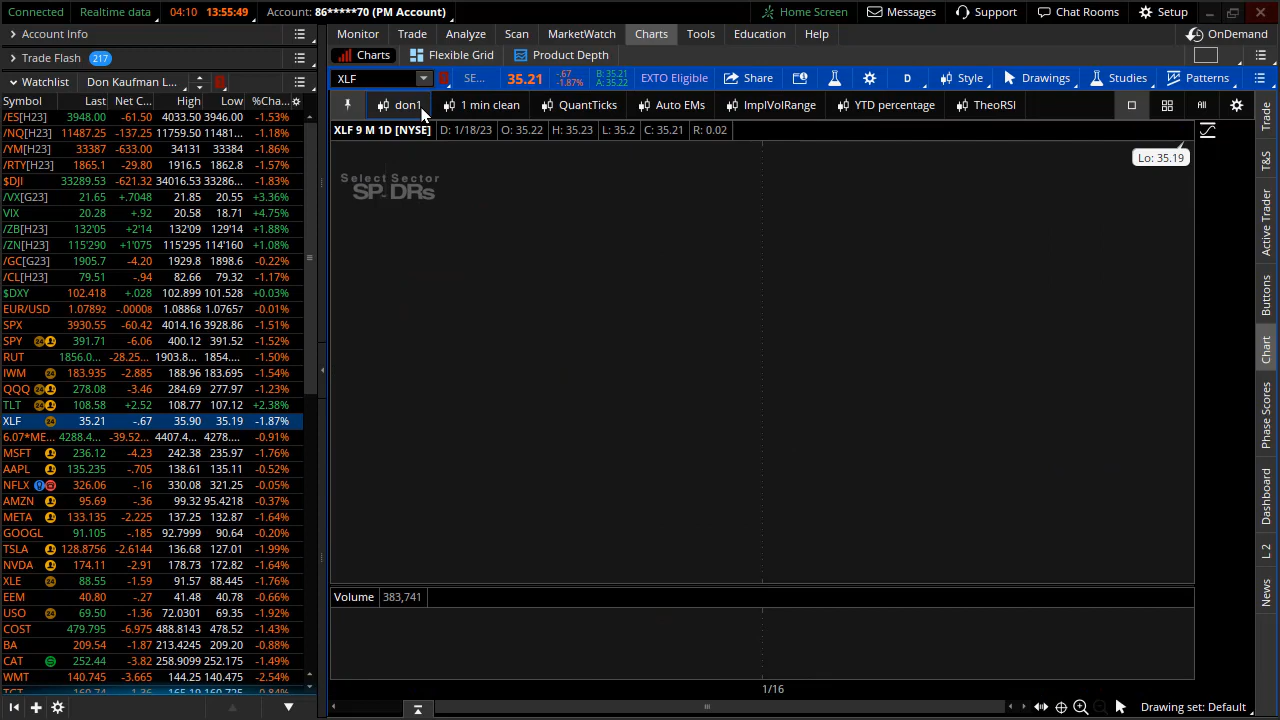 Connected Realtime data 04:10 13:55:49 Account: 86*****70 (PM Account) Home Screen Messages Support Chat Rooms Setup
Account Info Monitor Trade Analyze Scan MarketWatch Charts Tools Education Help OnDemand
Trade Flash 217 Charts Flexible Grid Product Depth
Watchlist Don Kaufman L... XLF SE... 35.21 -.67 -1.87% B: 35.21 A: 35.22 EXTO Eligible Share D Style Drawings Studies Patterns
don1 1 min clean QuantTicks Auto EMs ImplVolRange YTD percentage TheoRSI All
XLF 9 M 1D [NYSE] D: 1/18/23 O: 35.22 H: 35.23 L: 35.2 C: 35.21 R: 0.02
Lo: 35.19
Select Sector
SPDRs
Symbol Last Net C... High Low %Cha...
/ES[H23] 3948.00 -61.50 4033.50 3946.00 -1.53%
/NQ[H23] 11487.25 -137.25 11759.50 11481... -1.18%
/YM[H23] 33387 -633.00 34131 33384 -1.86%
/RTY[H23] 1865.1 -29.80 1916.5 1862.8 -1.57%
$DJI 33289.53 -621.32 34016.53 33286... -1.83%
/VX[G23] 21.65 +.7048 21.85 20.55 +3.36%
VIX 20.28 +.92 20.58 18.71 +4.75%
/ZB[H23] 132'05 +2'14 132'09 129'14 +1.88%
/ZN[H23] 115'290 +1'075 115'295 114'160 +1.08%
/GC[G23] 1905.7 -4.20 1929.8 1898.6 -0.22%
/CL[H23] 79.51 -.94 82.66 79.32 -1.17%
$DXY 102.418 +.028 102.899 101.528 +0.03%
EUR/USD 1.07892 -.00008 1.08868 1.07657 -0.01%
SPX 3930.55 -60.42 4014.16 3928.86 -1.51%
SPY 391.71 -6.06 400.12 391.52 -1.52%
RUT 1856.0... -28.25... 1903.8... 1854.... -1.50%
IWM 183.935 -2.885 188.96 183.695 -1.54%
QQQ 278.08 -3.46 284.69 277.97 -1.23%
TLT 108.58 +2.52 108.77 107.12 +2.38%
XLF 35.21 -.67 35.90 35.19 -1.87%
6.07*ME... 4288.4... -39.52... 4407.4... 4278.... -0.91%
MSFT 236.12 -4.23 242.38 235.97 -1.76%
AAPL 135.235 -.705 138.61 135.11 -0.52%
NFLX 326.06 -.16 330.08 321.25 -0.05%
AMZN 95.69 -.36 99.32 95.4218 -0.37%
META 133.135 -2.225 137.25 132.87 -1.64%
GOOGL 91.105 -.185 92.7999 90.64 -0.20%
TSLA 128.8756 -2.6144 136.68 127.01 -1.99%
NVDA 174.11 -2.91 178.73 172.82 -1.64%
XLE 88.55 -1.59 91.57 88.445 -1.76%
EEM 40.80 -.27 41.48 40.78 -0.66%
USO 69.50 -1.36 72.0301 69.35 -1.92%
COST 479.795 -6.975 488.8143 478.52 -1.43%
BA 209.54 -1.87 213.4245 209.20 -0.88%
CAT 252.44 -3.82 258.9099 252.175 -1.49%
WMT 140.745 -3.665 144.25 140.425 -2.54%
TGT 160.74 -1.36 165.19 160.725 -0.84%
Volume 383,741
1/16
Drawing set: Default
Trade
T&S
Active Trader
Buttons
Chart
Phase Scores
Dashboard
L 2
News